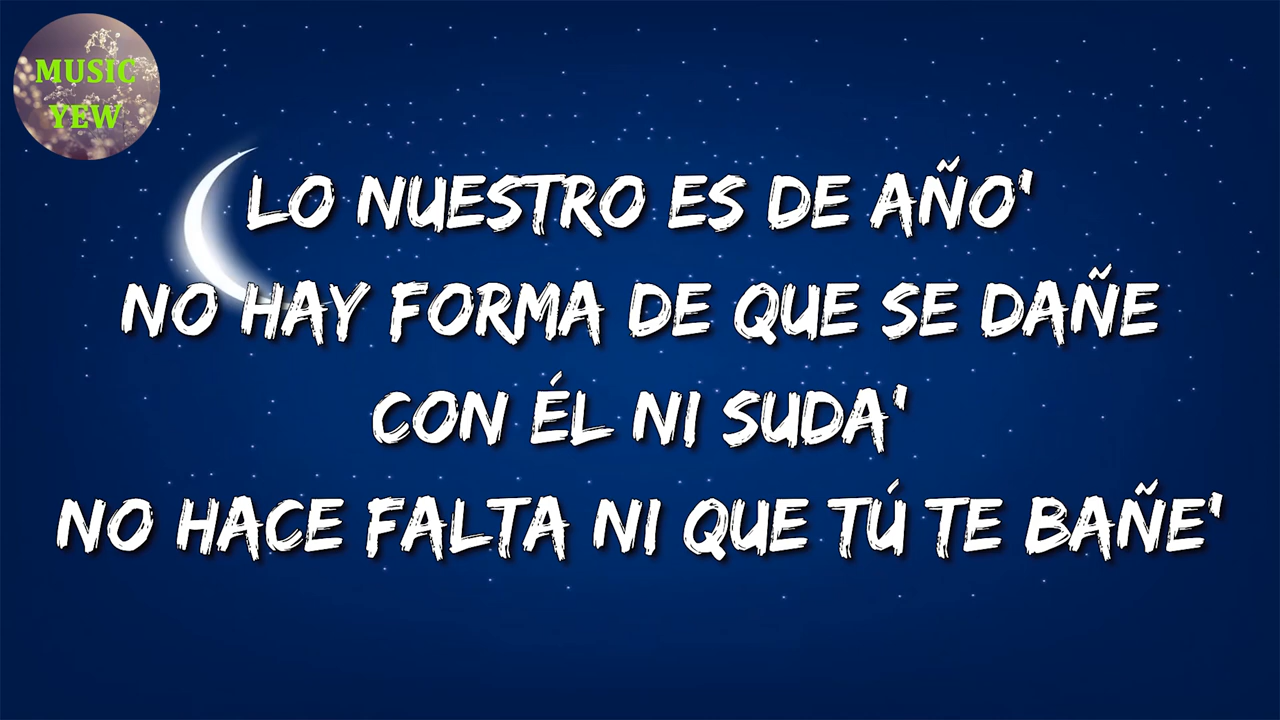 MUSIC
YEW
LO NUESTRO ES DE AÑO'
NO HAY FORMA DE QUE SE DAÑE
CON ÉL NI SUDA'
NO HACE FALTA NI QUE TÚ TE BAÑE'